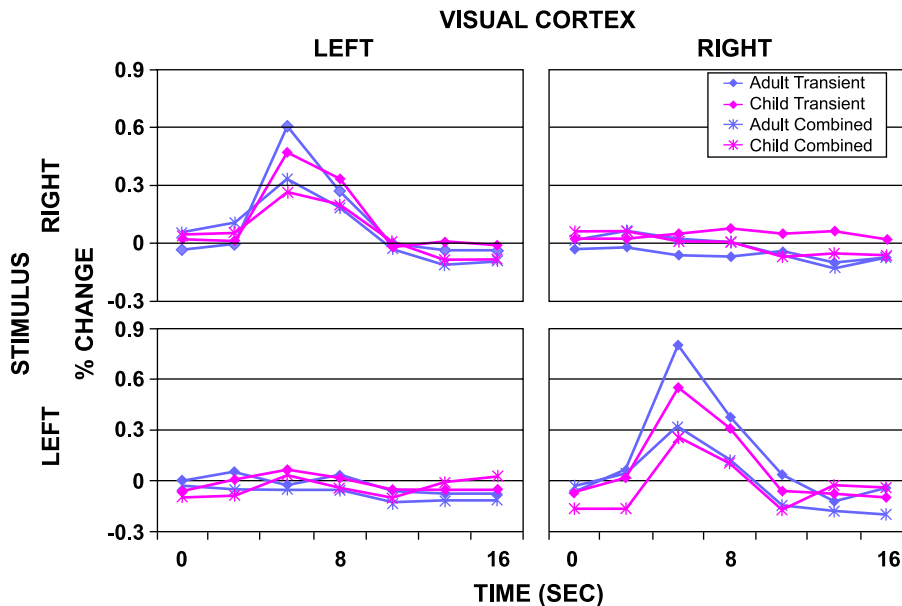 VISUAL CORTEX
LEFT RIGHT
STIMULUS
% CHANGE
RIGHT
0.9
0.6
0.3
0
-0.3
Adult Transient
Child Transient
Adult Combined
Child Combined
LEFT
0.9
0.6
0.3
0
-0.3
0 8 16 0 8 16
TIME (SEC)